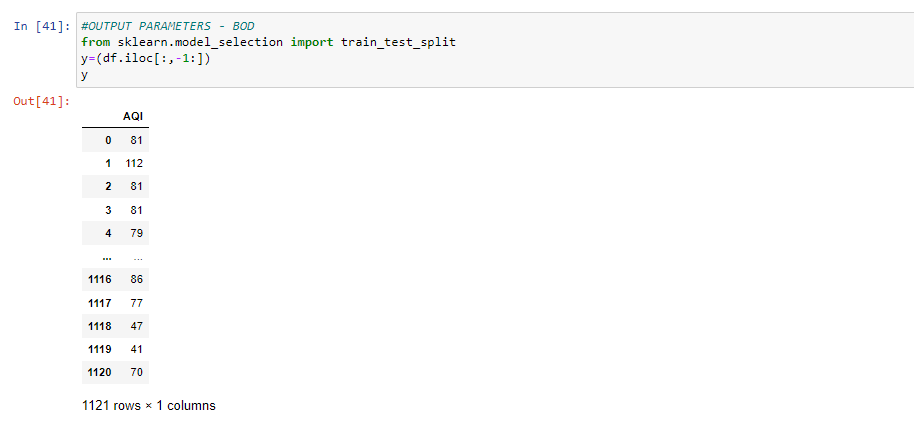 In [41]: #OUTPUT PARAMETERS - BOD
from sklearn.model_selection import train_test_split
y=(df.iloc[:,-1:])
y
Out[41]:
AQI
0 81
1 112
2 81
3 81
4 79
... ...
1116 86
1117 77
1118 47
1119 41
1120 70
1121 rows × 1 columns